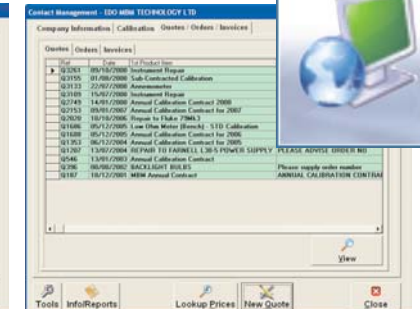 Contact Management - EDO MBM TECHNOLOGY LTD
Company Information Calibration Quotes / Orders / Invoices
Quotes Orders Invoices
Ref Date 1st Product Item
Q3261 09/10/2008 Instrument Repair
Q3155 01/08/2008 Sub-Contracted Calibration
Q3133 22/07/2008 Anemometer
Q3109 15/07/2008 Instrument Repair
Q2749 14/01/2008 Annual Calibration Contract 2008
Q2153 09/01/2007 Annual Calibration Contract for 2007
Q2020 10/10/2006 Repair to Fluke 79Mk3
Q1686 05/12/2005 Low Ohm Meter (Bench) - STD Calibration
Q1688 05/12/2005 Annual Calibration Contract for 2006
Q1353 06/12/2004 Annual Calibration Contract for 2005
Q1207 13/07/2004 REPAIR TO FARNELL L30-5 POWER SUPPLY PLEASE ADVISE ORDER NO
Q546 13/01/2003 Annual Calibration Contract
Q396 08/08/2002 BACKLIGHT BULBS Please supply order number
Q187 18/12/2001 MBM Annual Contract ANNUAL CALIBRATION CONTRA
View
Tools Info/Reports Lookup Prices New Quote Close